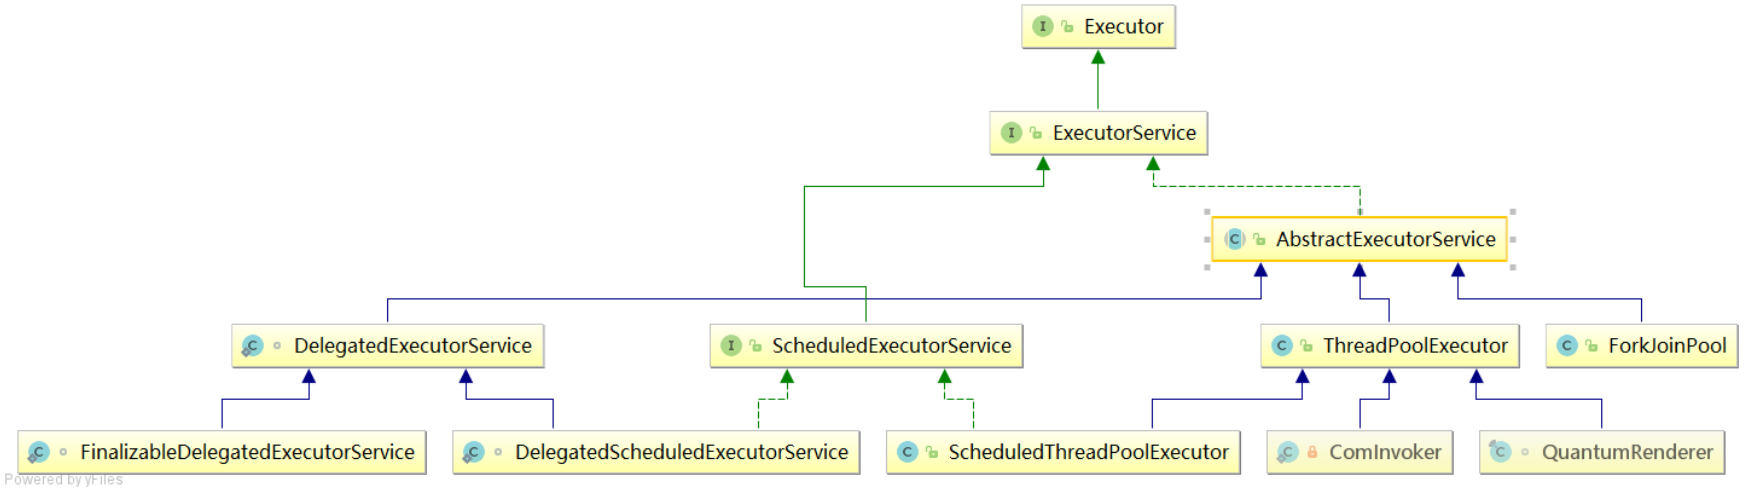 Executor
ExecutorService
AbstractExecutorService
DelegatedExecutorService
ScheduledExecutorService
ThreadPoolExecutor
ForkJoinPool
FinalizableDelegatedExecutorService
DelegatedScheduledExecutorService
ScheduledThreadPoolExecutor
ComInvoker
QuantumRenderer
Powered by yFiles